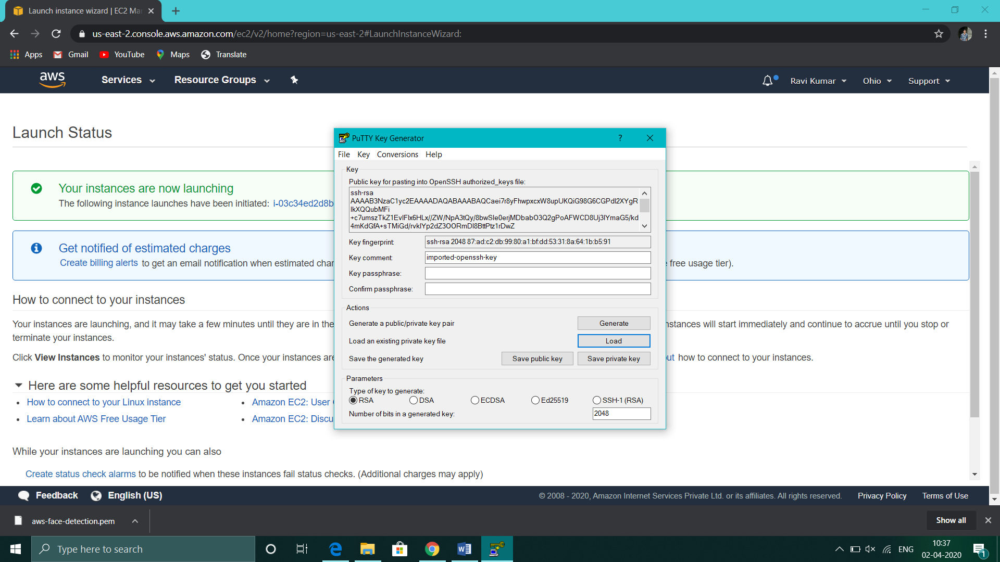 Launch instance wizard | EC2 Ma
us-east-2.console.aws.amazon.com/ec2/v2/home?region=us-east-2#LaunchInstanceWizard:
Apps Gmail YouTube Maps Translate
aws Services Resource Groups Ravi Kumar Ohio Support
Launch Status
Your instances are now launching
The following instance launches have been initiated: i-03c34ed2d8b
Get notified of estimated charges
Create billing alerts to get an email notification when estimated char free usage tier).
How to connect to your instances
Your instances are launching, and it may take a few minutes until they are in the nstances will start immediately and continue to accrue until you stop or
terminate your instances.
Click View Instances to monitor your instances' status. Once your instances are ut how to connect to your instances.
Here are some helpful resources to get you started
How to connect to your Linux instance
Amazon EC2: User
Learn about AWS Free Usage Tier
Amazon EC2: Discu
While your instances are launching you can also
Create status check alarms to be notified when these instances fail status checks. (Additional charges may apply)
PuTTY Key Generator ?
File Key Conversions Help
Key
Public key for pasting into OpenSSH authorized_keys file:
ssh-rsa
AAAAB3NzaC1yc2EAAAADAQABAAABAQCaei7r8yFhwpxcxW8upUKQiG98G6CGPdI2XYgR
IkXQQubMFi
+c7umszTkZ1EvIFlx6HLx//ZW/NpA3tQy/8bwSIe0erjMDbabO3Q2gPoAFWCD8Uj3lYmaG5/kd
4mKdGfA+sTMiGd/rvklYp2dZ3OORmDI8BttPtz1rDwZ
Key fingerprint: ssh-rsa 2048 87:ad:c2:db:99:80:a1:bf:dd:53:31:8a:64:1b:b5:91
Key comment: imported-openssh-key
Key passphrase:
Confirm passphrase:
Actions
Generate a public/private key pair Generate
Load an existing private key file Load
Save the generated key Save public key Save private key
Parameters
Type of key to generate:
RSA DSA ECDSA Ed25519 SSH-1 (RSA)
Number of bits in a generated key: 2048
Feedback English (US) © 2008 - 2020, Amazon Internet Services Private Ltd. or its affiliates. All rights reserved. Privacy Policy Terms of Use
aws-face-detection.pem Show all
Type here to search
ENG
10:37
02-04-2020
1